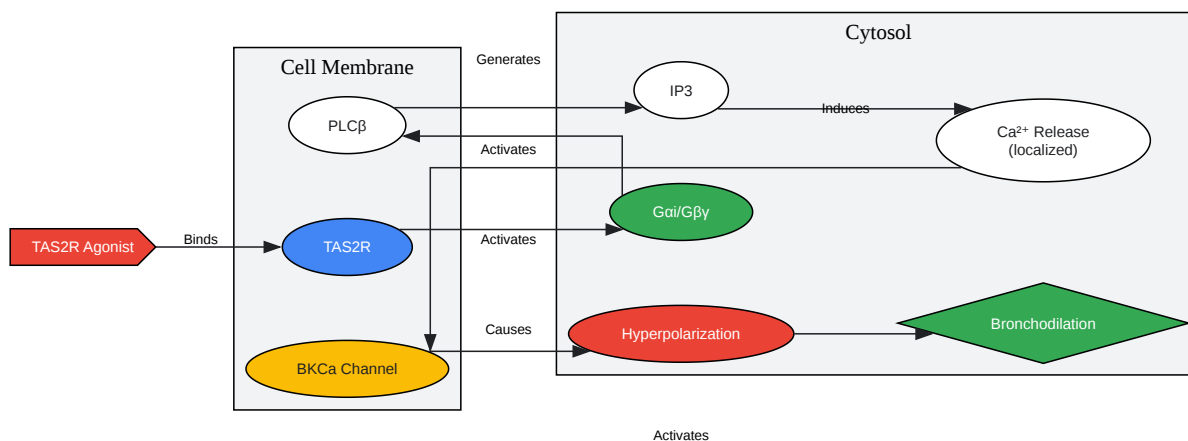 Cytosol
Cell Membrane
Generates
IP3
PLCβ
Induces
Ca²⁺ Release
(localized)
Activates
Gαi/Gβγ
TAS2R Agonist
Binds
TAS2R
Activates
Causes
Hyperpolarization
Bronchodilation
BKCa Channel
Activates